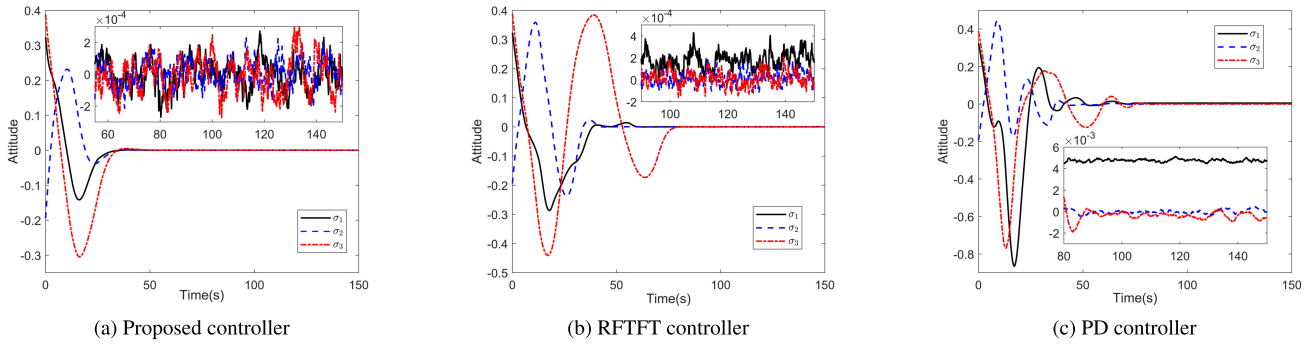 ×10⁻⁴
2
0
-2
60 80 100 120 140
0.4
0.3
0.2
0.1
0
-0.1
-0.2
-0.3
Attitude
σ₁
σ₂
σ₃
0 50 100 150
Time(s)
(a) Proposed controller
×10⁻⁴
4
2
0
-2
100 120 140
0.4
0.3
0.2
0.1
0
-0.1
-0.2
-0.3
-0.4
-0.5
Attitude
σ₁
σ₂
σ₃
0 50 100 150
Time(s)
(b) RFTFT controller
0.4
0.2
0
-0.2
-0.4
-0.6
-0.8
Attitude
σ₁
σ₂
σ₃
×10⁻³
6
4
2
0
-2
80 100 120 140
0 50 100 150
Time(s)
(c) PD controller